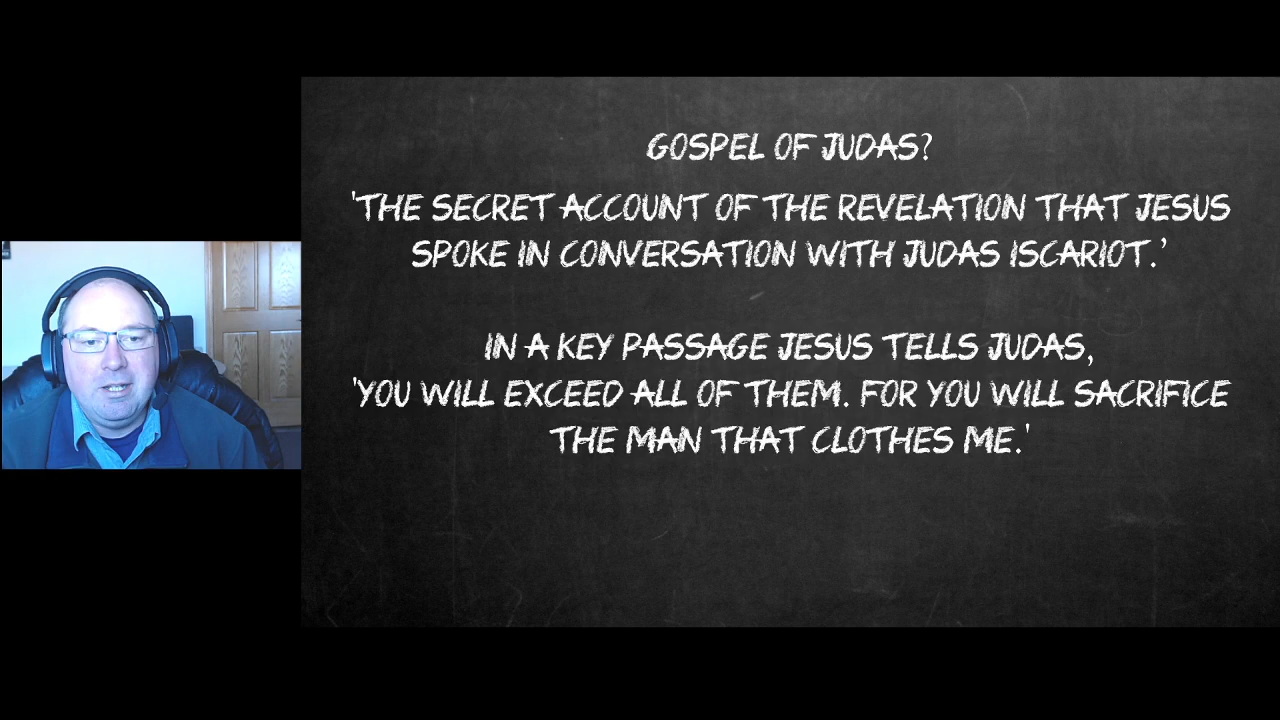 GOSPEL OF JUDAS?
'THE SECRET ACCOUNT OF THE REVELATION THAT JESUS
SPOKE IN CONVERSATION WITH JUDAS ISCARIOT.’
IN A KEY PASSAGE JESUS TELLS JUDAS,
'YOU WILL EXCEED ALL OF THEM. FOR YOU WILL SACRIFICE
THE MAN THAT CLOTHES ME.'